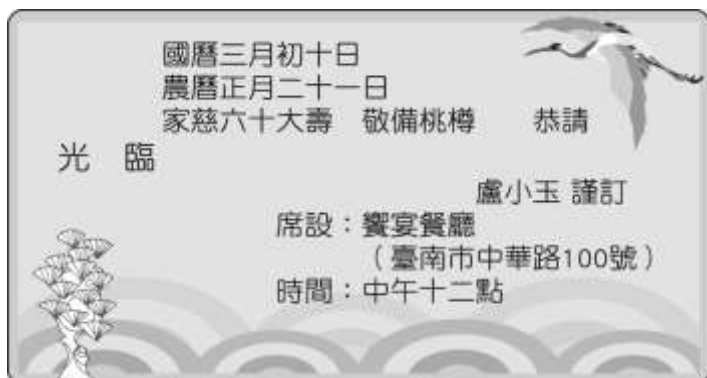 國曆三月初十日
農曆正月二十一日
家慈六十大壽　敬備桃樽　　恭請
光　臨
盧小玉 謹訂
席設：饗宴餐廳
（臺南市中華路100號）
時間：中午十二點